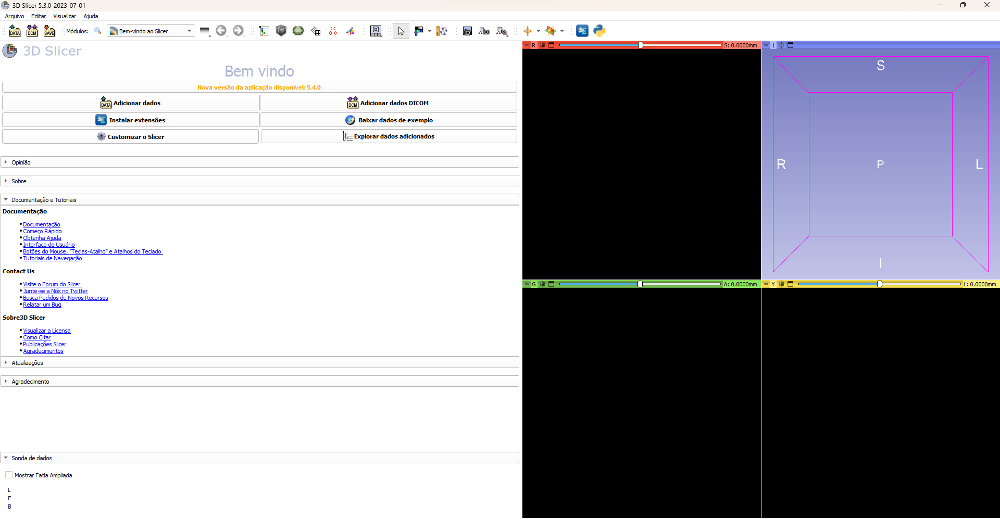 3D Slicer 5.3.0-2023-07-01
Arquivo Editar Visualizar Ajuda
DATA DCM SAVE Módulos: Bem-vindo ao Slicer
3D Slicer
Bem vindo
Nova versão da aplicação disponível: 5.4.0
DATA Adicionar dados
DCM Adicionar dados DICOM
Instalar extensões
Baixar dados de exemplo
Customizar o Slicer
Explorar dados adicionados
Opinião
Sobre
Documentação e Tutoriais
Documentação
Documentação
Começo Rápido
Obtenha Ajuda
Interface do Usuário
Botões do Mouse, "Teclas-Atalho" e Atalhos do Teclado
Tutoriais de Navegação
Contact Us
Visite o Forum do Slicer
Junte-se a Nós no Twitter
Busca Pedidos de Novos Recursos
Relatar um Bug
Sobre3D Slicer
Visualizar a Licensa
Como Citar
Publicações Slicer
Agradecimentos
Atualizações
Agradecimento
Sonda de dados
Mostrar Fatia Ampliada
L
F
B
R S: 0.0000mm
1
S
R P L
I
G A: 0.0000mm
Y L: 0.0000mm